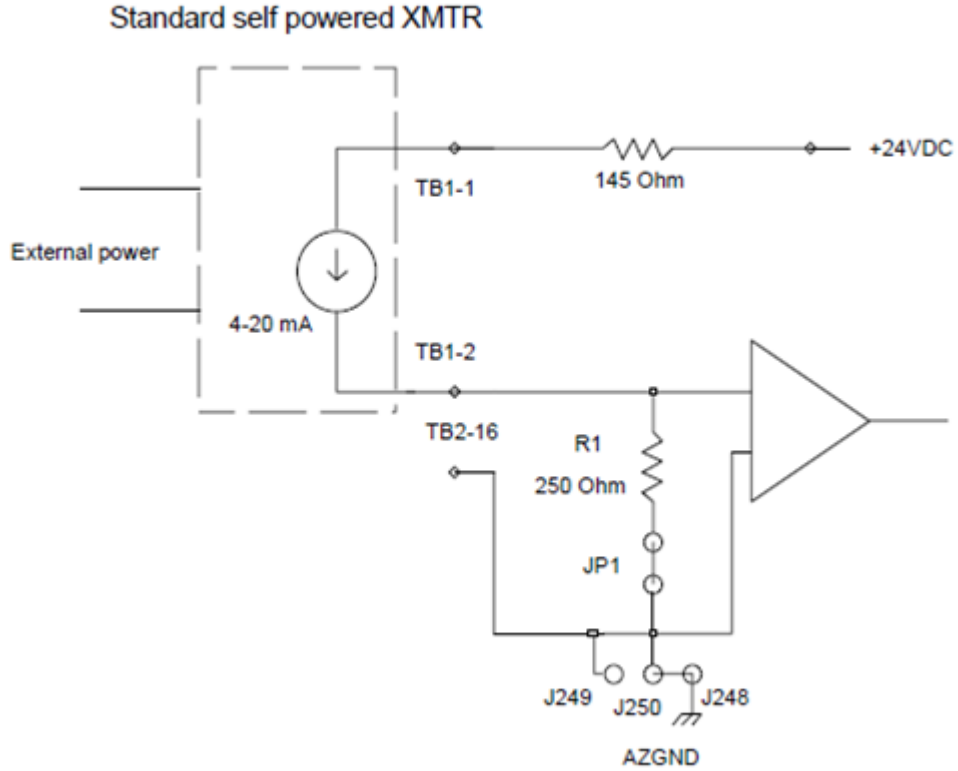 Standard self powered XMTR
+24VDC
TB1-1
145 Ohm
External power
4-20 mA
TB1-2
TB2-16
R1
250 Ohm
JP1
J249
J250
J248
AZGND